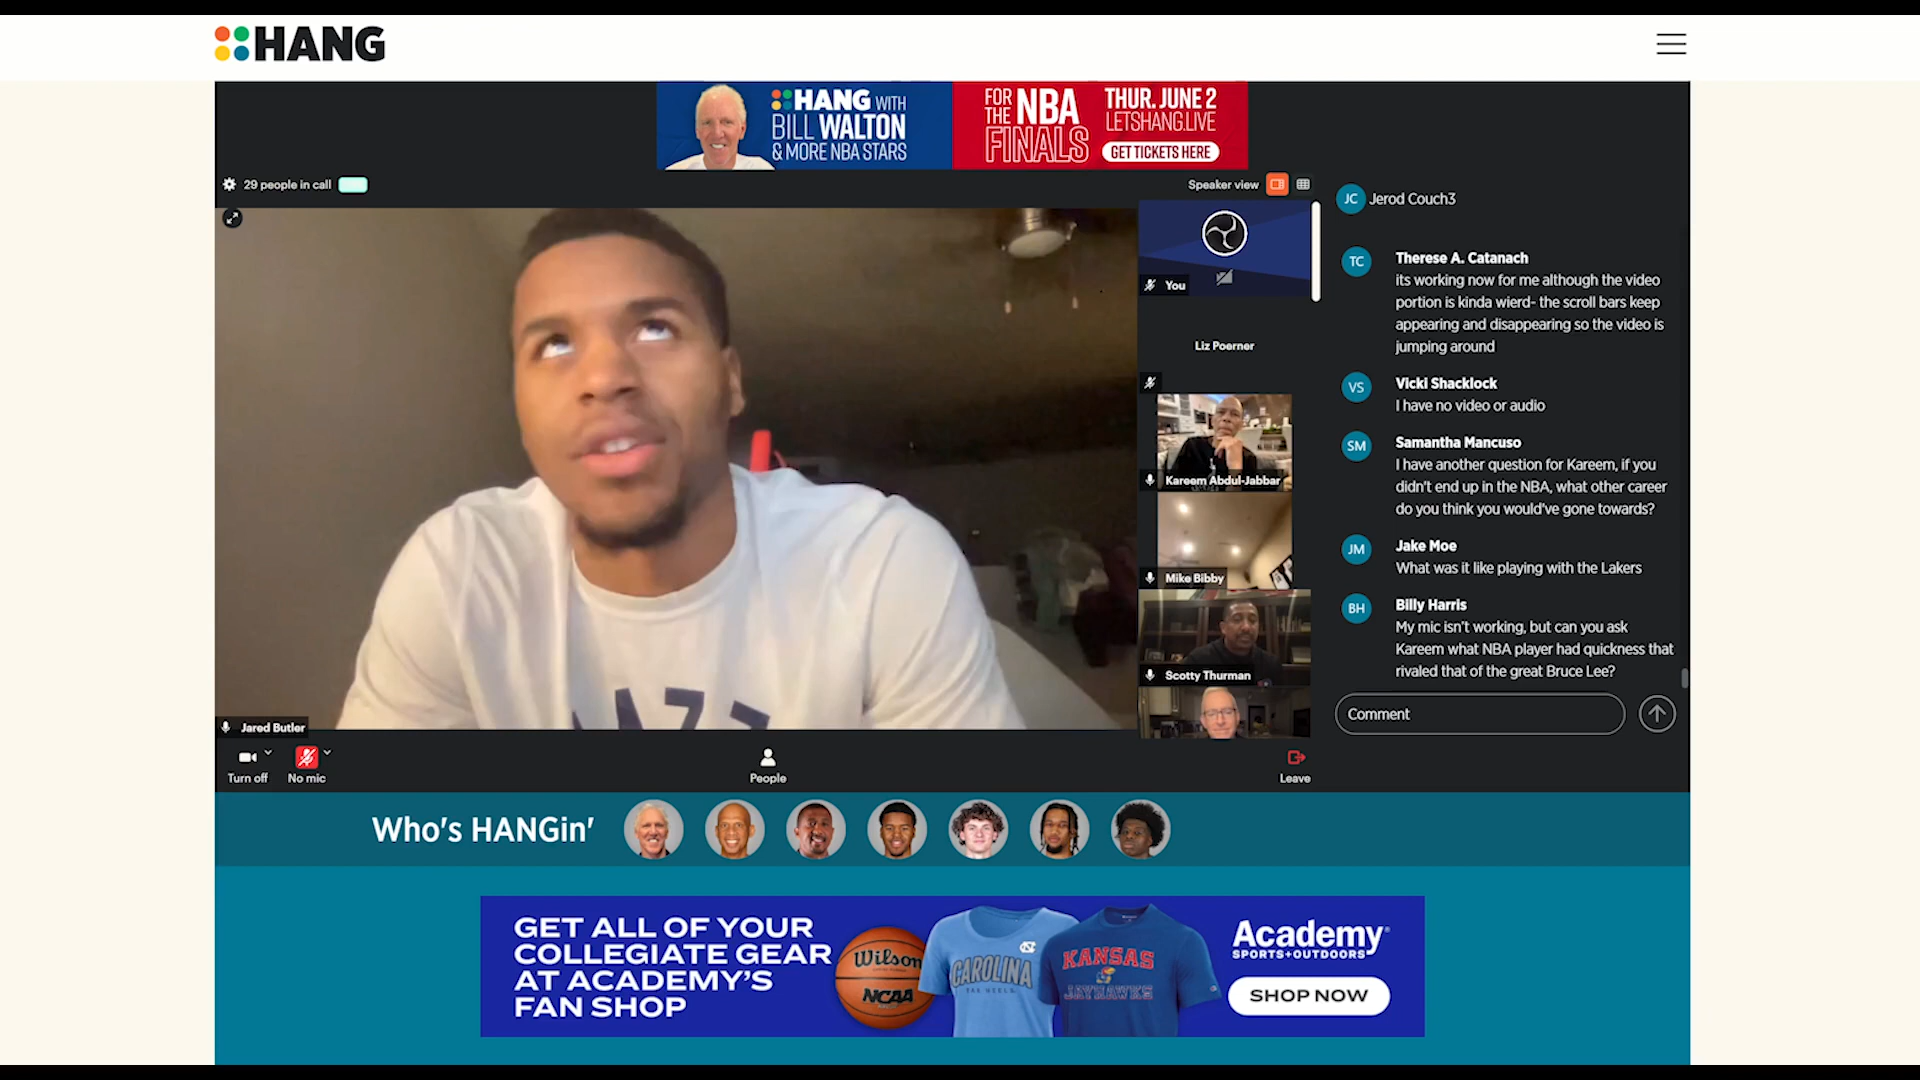 HANG
HANG WITH
BILL WALTON
& MORE NBA STARS
FOR
THE
NBA
FINALS
THUR. JUNE 2
LETSHANG.LIVE
GET TICKETS HERE
29 people in call
Speaker view
You
Liz Poerner
Kareem Abdul-Jabbar
Mike Bibby
Scotty Thurman
Jared Butler
Turn off
No mic
People
Leave
JC Jerod Couch3
TC Therese A. Catanach
its working now for me although the video
portion is kinda wierd- the scroll bars keep
appearing and disappearing so the video is
jumping around
VS Vicki Shacklock
I have no video or audio
SM Samantha Mancuso
I have another question for Kareem, if you
didn't end up in the NBA, what other career
do you think you would've gone towards?
JM Jake Moe
What was it like playing with the Lakers
BH Billy Harris
My mic isn't working, but can you ask
Kareem what NBA player had quickness that
rivaled that of the great Bruce Lee?
Comment
Who's HANGin'
GET ALL OF YOUR
COLLEGIATE GEAR
AT ACADEMY'S
FAN SHOP
Wilson
NCAA
NC
CAROLINA
TAR HEELS
KANSAS
JAYHAWKS
Academy
SPORTS+OUTDOORS
SHOP NOW